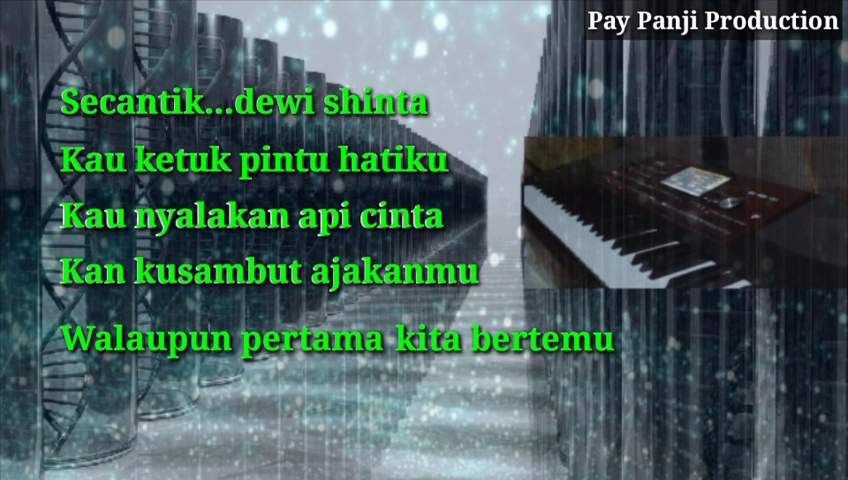 Pay Panji Production
Secantik...dewi shinta
Kau ketuk pintu hatiku
Kau nyalakan api cinta
Kan kusambut ajakanmu
Walaupun pertama kita bertemu